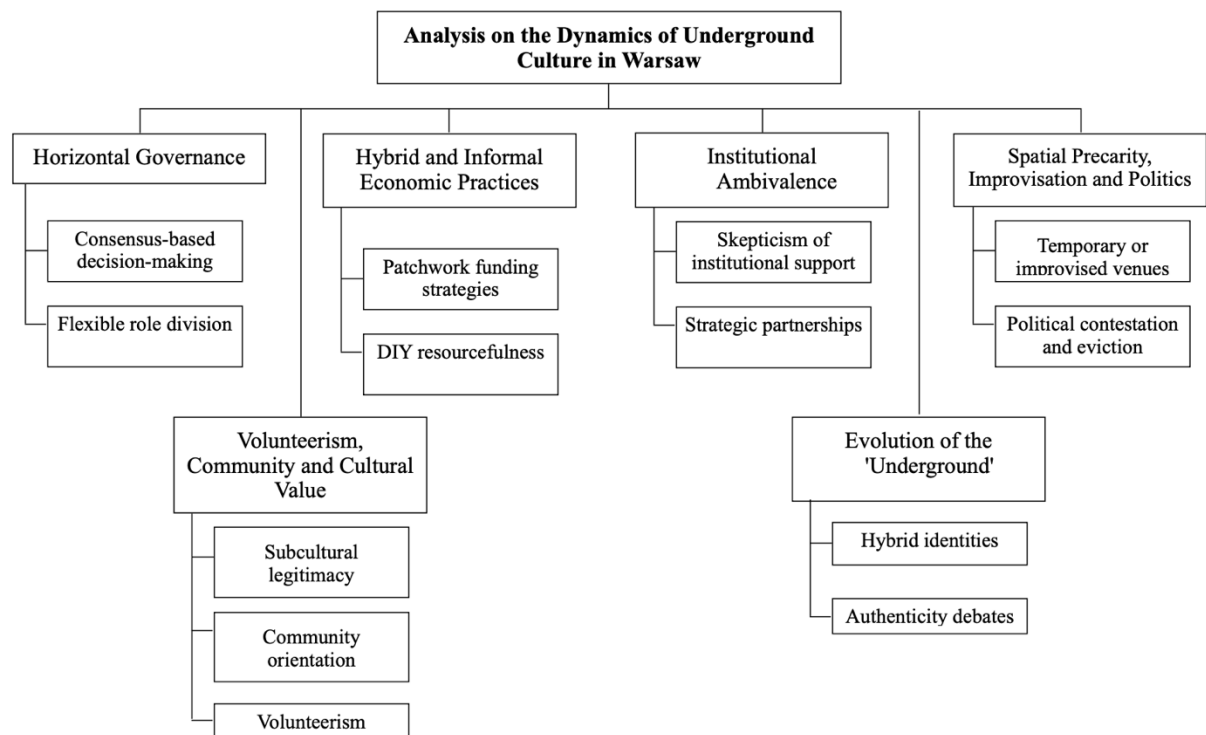 Analysis on the Dynamics of Underground
Culture in Warsaw
Horizontal Governance
Consensus-based
decision-making
Flexible role division
Hybrid and Informal
Economic Practices
Patchwork funding
strategies
DIY resourcefulness
Institutional
Ambivalence
Skepticism of
institutional support
Strategic partnerships
Spatial Precarity,
Improvisation and Politics
Temporary or
improvised venues
Political contestation
and eviction
Volunteerism,
Community and Cultural
Value
Subcultural
legitimacy
Community
orientation
Volunteerism
Evolution of the
'Underground'
Hybrid identities
Authenticity debates